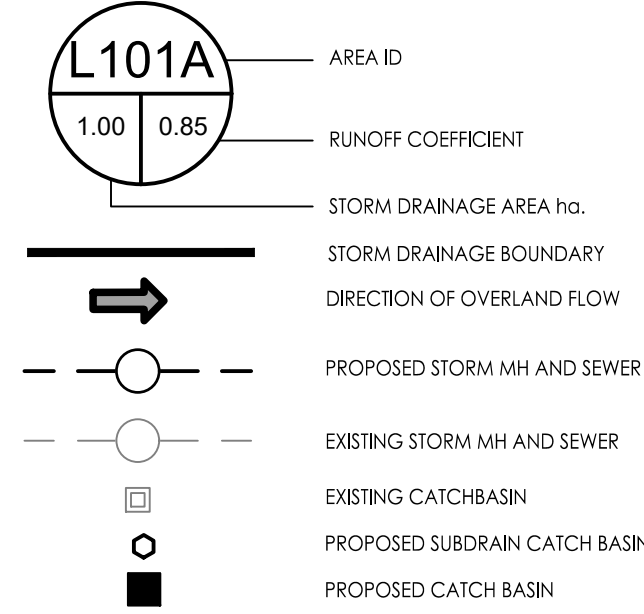 L101A
AREA ID
1.00 0.85
RUNOFF COEFFICIENT
STORM DRAINAGE AREA ha.
STORM DRAINAGE BOUNDARY
DIRECTION OF OVERLAND FLOW
PROPOSED STORM MH AND SEWER
EXISTING STORM MH AND SEWER
EXISTING CATCHBASIN
PROPOSED SUBDRAIN CATCH BASIN
PROPOSED CATCH BASIN